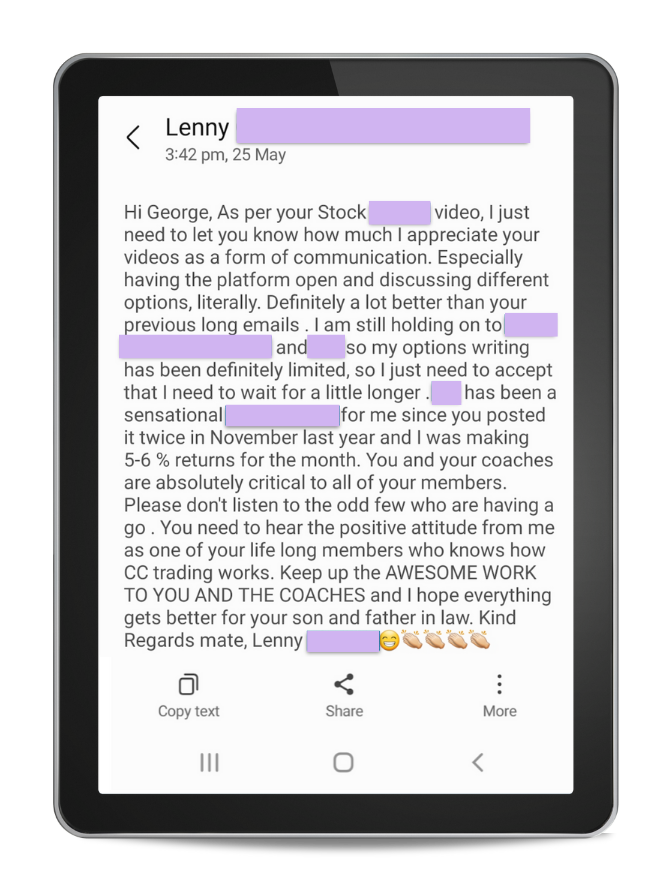 Lenny
3:42 pm, 25 May
Hi George, As per your Stock video, I just
need to let you know how much I appreciate your
videos as a form of communication. Especially
having the platform open and discussing different
options, literally. Definitely a lot better than your
previous long emails . I am still holding on to
and so my options writing
has been definitely limited, so I just need to accept
that I need to wait for a little longer . has been a
sensational for me since you posted
it twice in November last year and I was making
5-6 % returns for the month. You and your coaches
are absolutely critical to all of your members.
Please don't listen to the odd few who are having a
go . You need to hear the positive attitude from me
as one of your life long members who knows how
CC trading works. Keep up the AWESOME WORK
TO YOU AND THE COACHES and I hope everything
gets better for your son and father in law. Kind
Regards mate, Lenny 😁👏🏼👏🏼👏🏼👏🏼
Copy text Share More